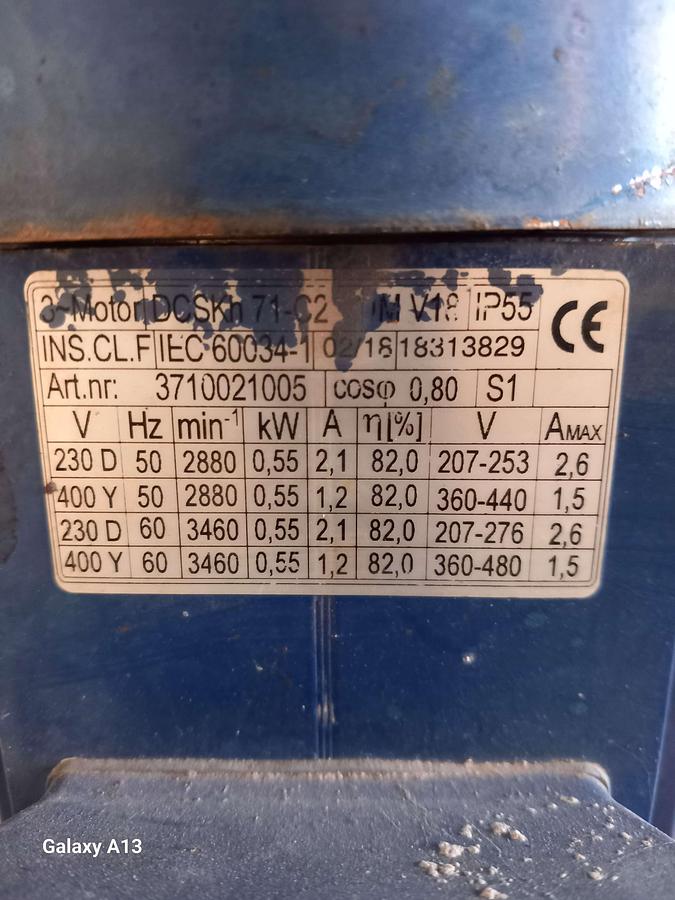 3~Motor DCSKh 71-C2 IM V18 IP55 CE
INS.CL.F IEC 60034-1 02/18 18313829
Art.nr: 3710021005 cosφ 0,80 S1
V Hz min-1 kW A η[%] V AMAX
230 D 50 2880 0,55 2,1 82,0 207-253 2,6
400 Y 50 2880 0,55 1,2 82,0 360-440 1,5
230 D 60 3460 0,55 2,1 82,0 207-276 2,6
400 Y 60 3460 0,55 1,2 82,0 360-480 1,5
Galaxy A13